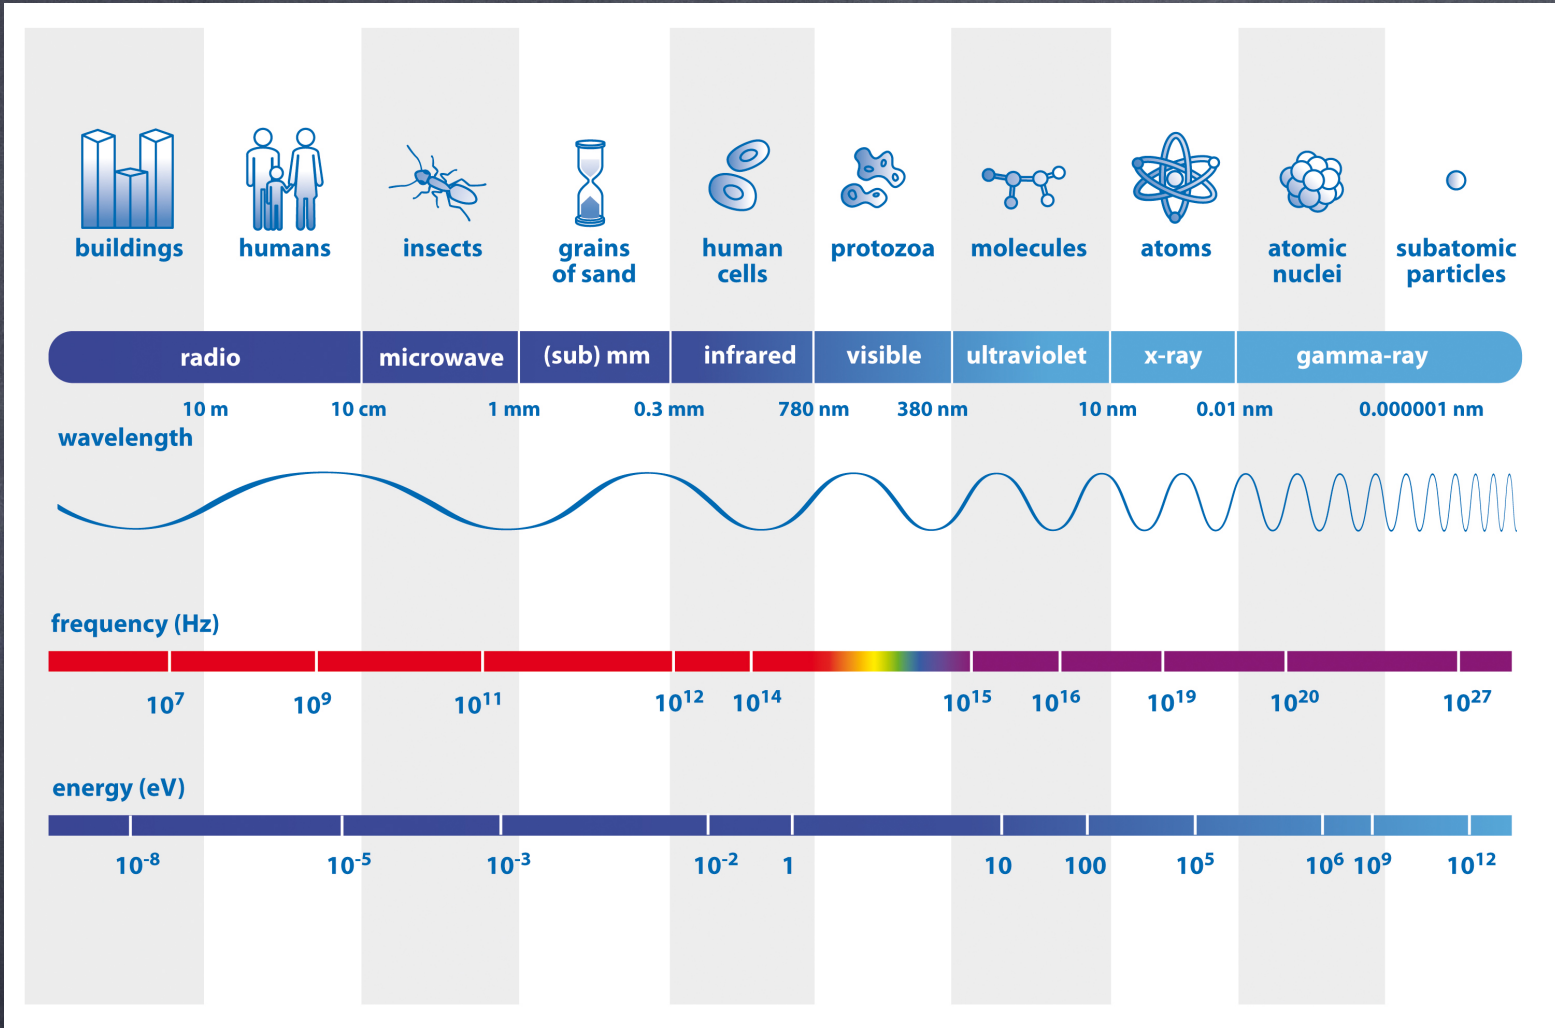 buildings
humans
insects
grains
of sand
human
cells
protozoa
molecules
atoms
atomic
nuclei
subatomic
particles
radio
microwave
(sub) mm
infrared
visible
ultraviolet
x-ray
gamma-ray
10 m
10 cm
1 mm
0.3 mm
780 nm
380 nm
10 nm
0.01 nm
0.000001 nm
wavelength
frequency (Hz)
10⁷
10⁹
10¹¹
10¹²
10¹⁴
10¹⁵
10¹⁶
10¹⁹
10²⁰
10²⁷
energy (eV)
10⁻⁸
10⁻⁵
10⁻³
10⁻²
1
10
100
10⁵
10⁶
10⁹
10¹²